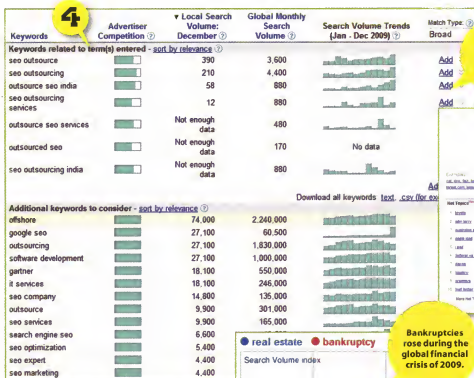 4
Keywords
Advertiser Competition
▼ Local Search Volume: December
Global Monthly Search Volume
Search Volume Trends (Jan - Dec 2009)
Match Type:
Broad
Keywords related to term(s) entered - sort by relevance
seo outsource 390 3,600 Add
seo outsourcing 210 4,400 Add
outsource seo india 58 880 Add
seo outsourcing services 12 880 Add
outsource seo services Not enough data 480
outsourced seo Not enough data 170 No data
seo outsourcing india Not enough data 880
Ad
Download all keywords text, .csv (for ex
Additional keywords to consider - sort by relevance
offshore 74,000 2,240,000
google seo 27,100 60,500
outsourcing 27,100 1,830,000
software development 27,100 1,000,000
gartner 18,100 550,000
it services 18,100 246,000
seo company 14,800 135,000
outsource 9,900 301,000
seo services 9,900 165,000
search engine seo 6,600
seo optimization 5,400
seo expert 4,400
seo marketing 4,400
real estate bankruptcy
Search Volume index
Hot Topics
Bankruptcies
rose during the
global financial
crisis of 2009.